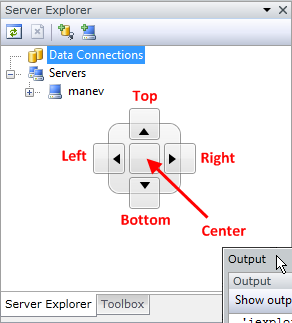 Server Explorer
Data Connections
Servers
manev
Top
Left
Right
Bottom
Center
Output
Output
Show outp
Server Explorer
Toolbox